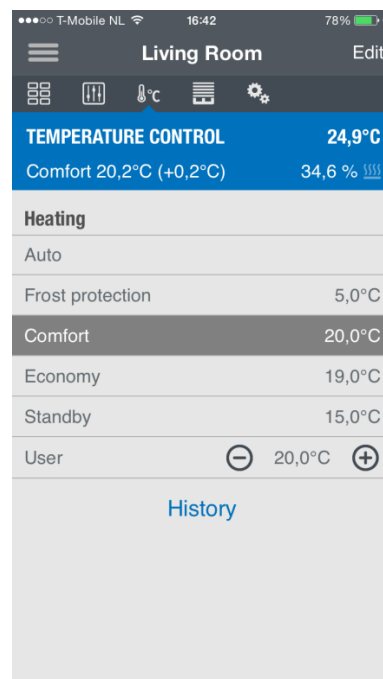 ●●●○○ T-Mobile NL 16:42 78%
Living Room Edit
°C
TEMPERATURE CONTROL 24,9°C
Comfort 20,2°C (+0,2°C) 34,6 %
Heating
Auto
Frost protection 5,0°C
Comfort 20,0°C
Economy 19,0°C
Standby 15,0°C
User 20,0°C
History